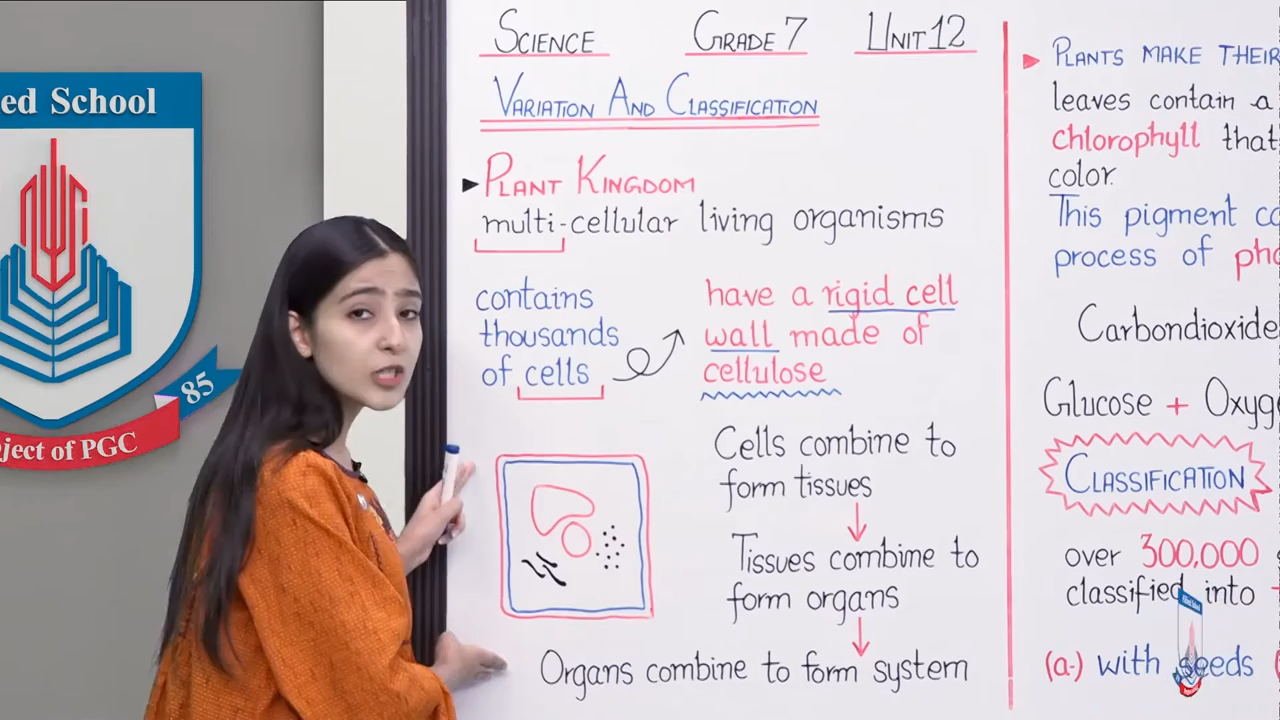 ed School
85
ject of PGC
SCIENCE GRADE 7 UNIT 12
VARIATION AND CLASSIFICATION
PLANT KINGDOM
multi-cellular living organisms
contains
thousands
of cells
have a rigid cell
wall made of
cellulose
Cells combine to
form tissues
Tissues combine to
form organs
Organs combine to form system
PLANTS MAKE THEIR
leaves contain a
chlorophyll that
color.
This pigment
process of
Carbondioxide
Glucose + Oxyg
CLASSIFICATION
over 300,000
classified into
(a-) with seeds